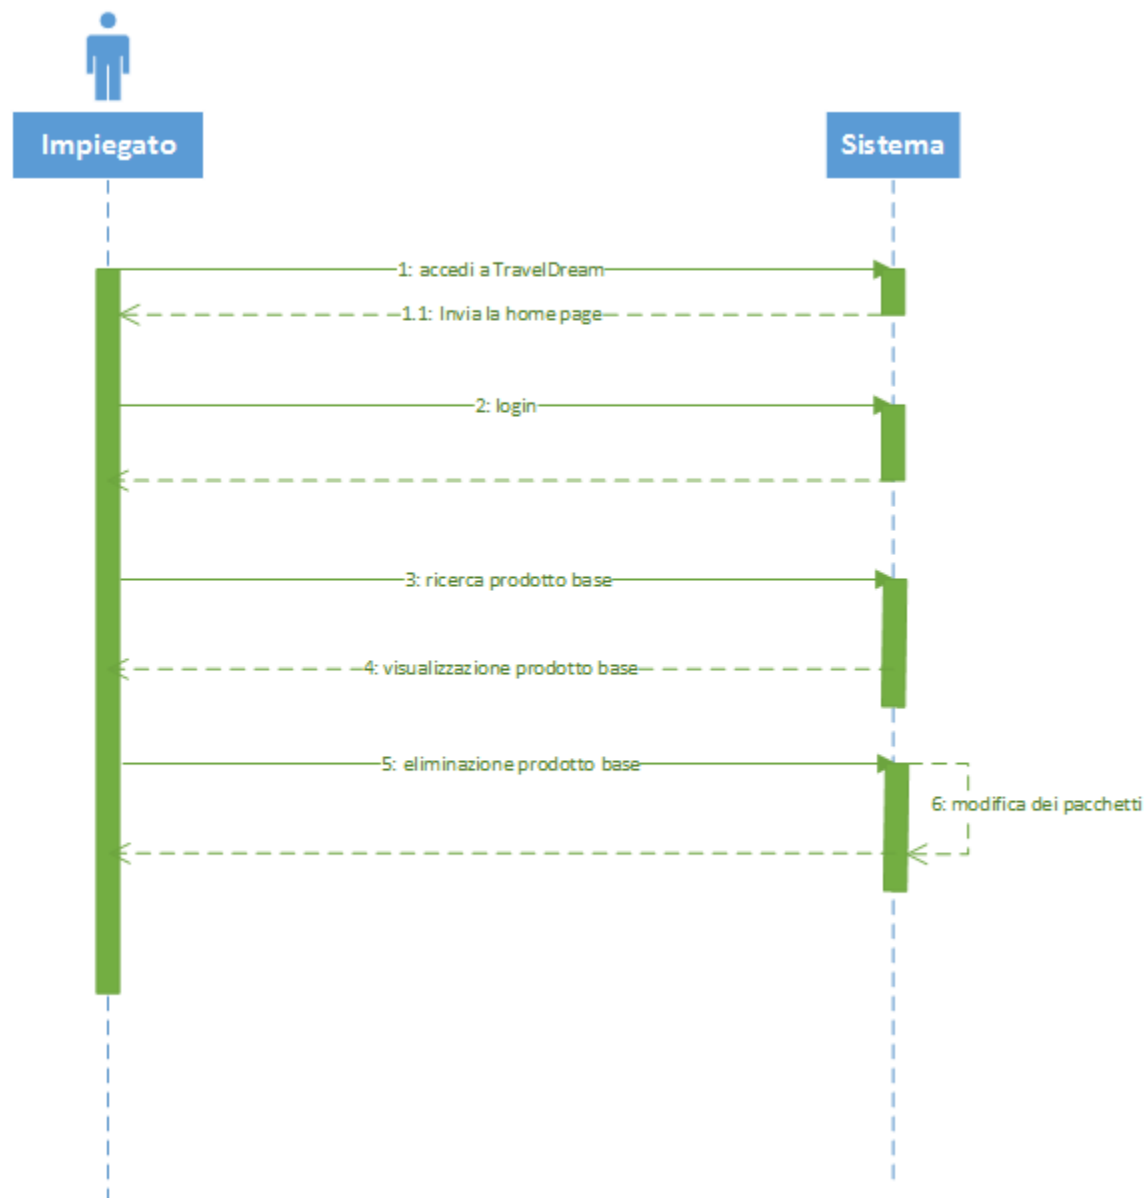 Impiegato
Sistema
1: accedi a TravelDream
1.1: Invia la home page
2: login
3: ricerca prodotto base
4: visualizzazione prodotto base
5: eliminazione prodotto base
6: modifica dei pacchetti